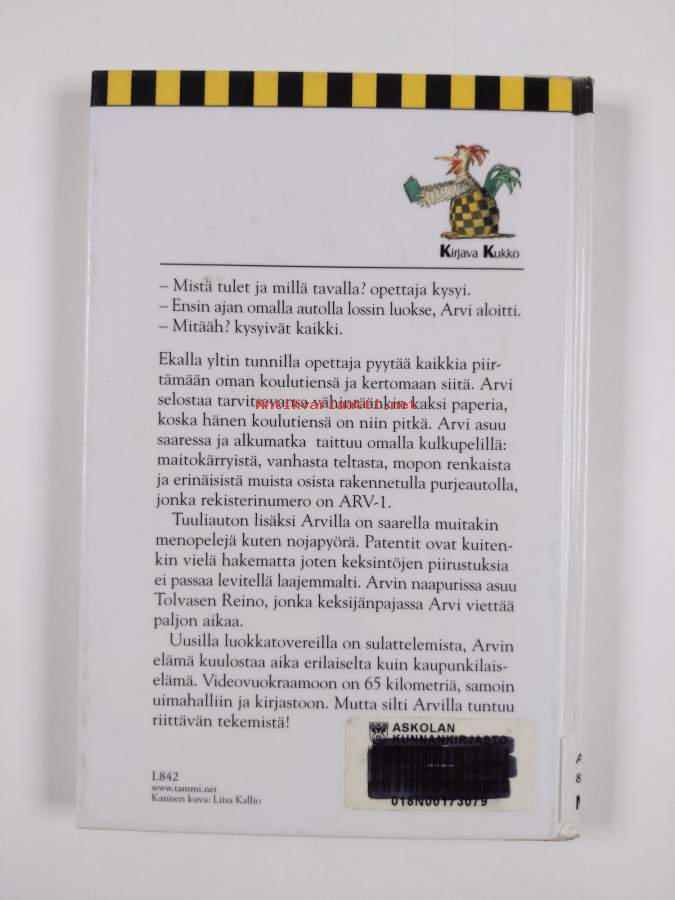 Kirjava Kukko
– Mistä tulet ja millä tavalla? opettaja kysyi.
– Ensin ajan omalla autolla lossin luokse, Arvi aloitti.
– Mitääh? kysyivät kaikki.
Ekalla yltin tunnilla opettaja pyytää kaikkia piir-
tämään oman koulutiensä ja kertomaan siitä. Arvi
selostaa tarvitsevansa vähintäänkin kaksi paperia,
Antikvariaatti.net
koska hänen koulutiensä on niin pitkä. Arvi asuu
saaressa ja alkumatka taittuu omalla kulkupelillä:
maitokärryistä, vanhasta teltasta, mopon renkaista
ja erinäisistä muista osista rakennetulla purjeautolla,
jonka rekisterinumero on ARV-1.
Tuuliauton lisäksi Arvilla on saarella muitakin
menopelejä kuten nojapyörä. Patentit ovat kuiten-
kin vielä hakematta joten keksintöjen piirustuksia
ei passaa levitellä laajemmalti. Arvin naapurissa asuu
Tolvasen Reino, jonka keksijänpajassa Arvi viettää
paljon aikaa.
Uusilla luokkatovereilla on sulattelemista, Arvin
elämä kuulostaa aika erilaiselta kuin kaupunkilais-
elämä. Videovuokraamoon on 65 kilometriä, samoin
uimahalliin ja kirjastoon. Mutta silti Arvilla tuntuu
riittävän tekemistä!
ASKOLAN
KUNNANKIRJASTO
018N00173079
L842
www.tammi.net
Kannen kuva: Liisa Kallio